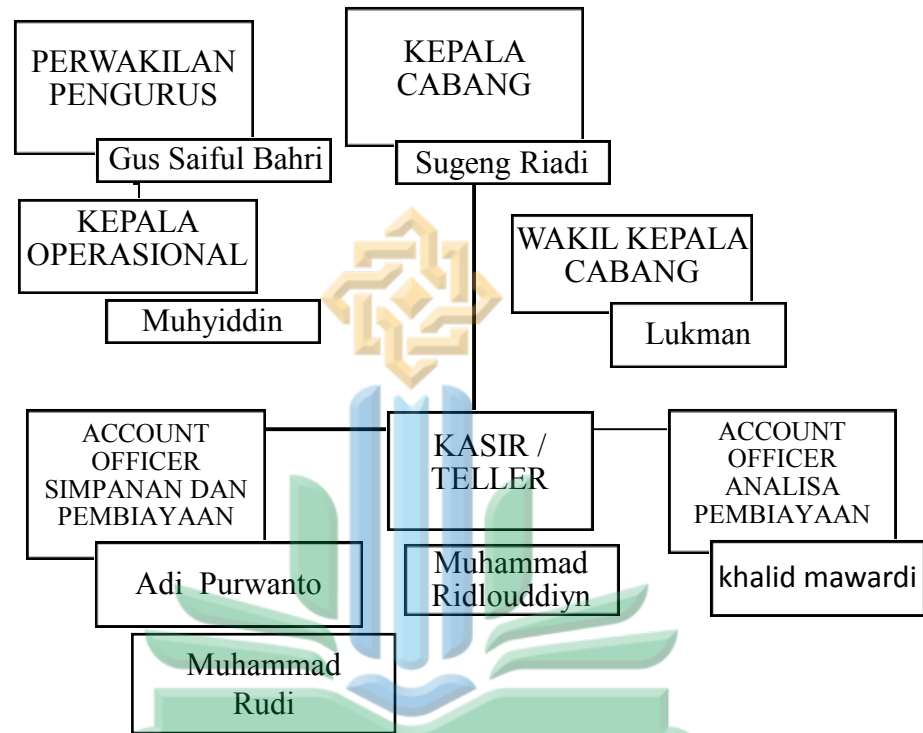 PERWAKILAN
PENGURUS
Gus Saiful Bahri
KEPALA
CABANG
Sugeng Riadi
KEPALA
OPERASIONAL
Muhyiddin
WAKIL KEPALA
CABANG
Lukman
ACCOUNT
OFFICER
SIMPANAN DAN
PEMBIAYAAN
Adi Purwanto
Muhammad
Rudi
KASIR /
TELLER
Muhammad
Ridlouddiyn
ACCOUNT
OFFICER
ANALISA
PEMBIAYAAN
khalid mawardi